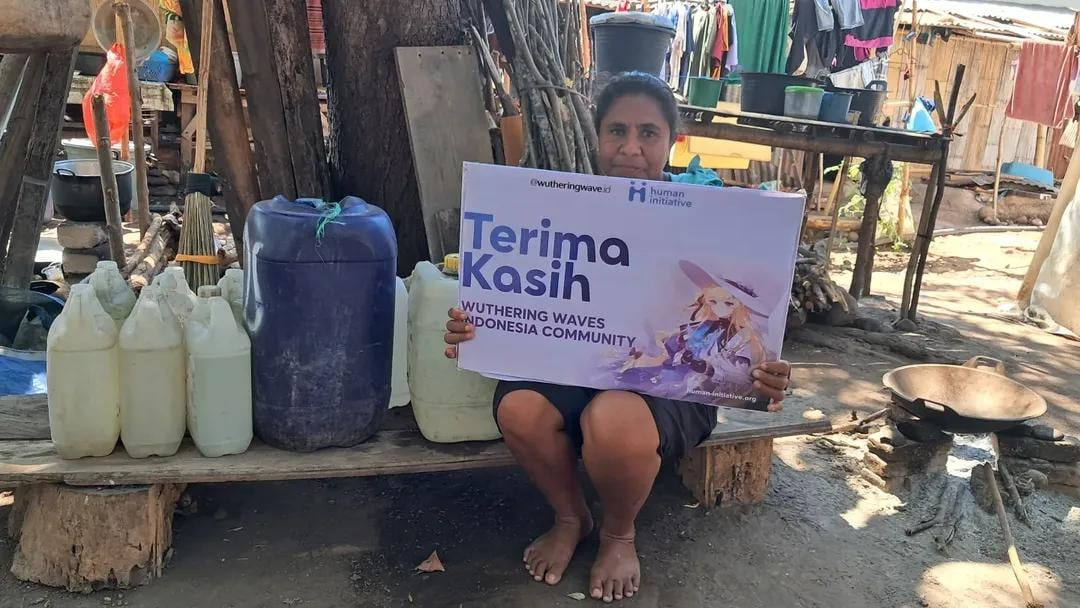 @wutheringwave.id
human
initiative
Terima
Kasih
WUTHERING WAVES
INDONESIA COMMUNITY
human-initiative.org